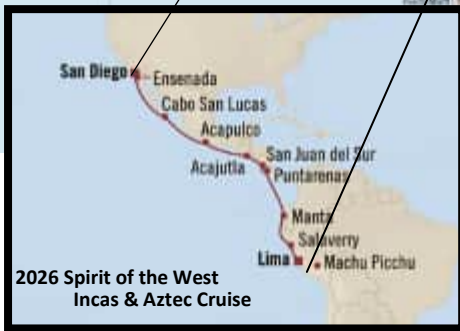 San Diego
Ensenada
Cabo San Lucas
Acapulco
Acajutla
San Juan del Sur
Puntarenas
Manta
Salaverry
Lima
Machu Picchu
2026 Spirit of the West
Incas & Aztec Cruise